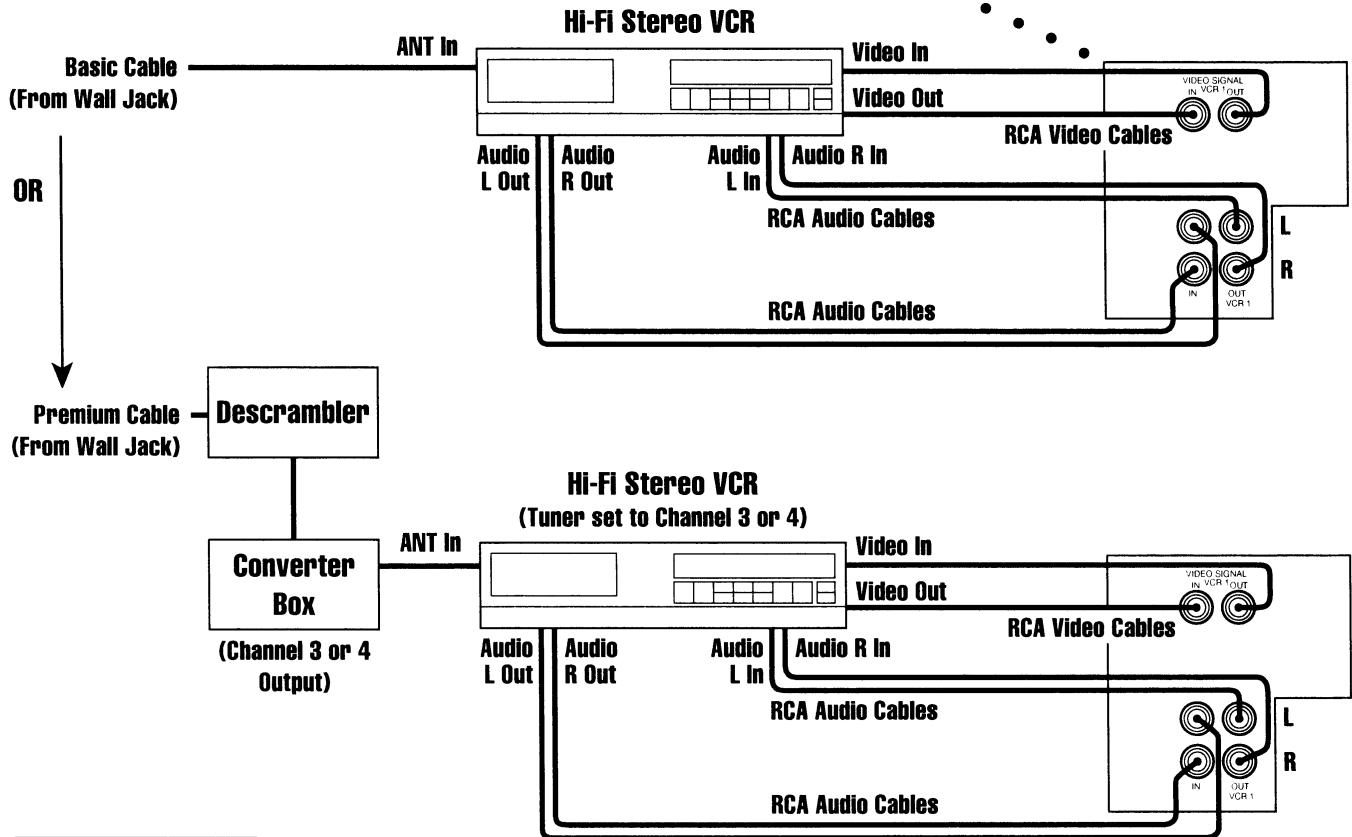 Hi-Fi Stereo VCR
ANT In
Basic Cable
(From Wall Jack)
Video In
Video Out
VIDEO SIGNAL
IN VCR 1 OUT
RCA Video Cables
Audio
L Out
Audio
R Out
Audio
L In
Audio R In
OR
RCA Audio Cables
L
R
IN
OUT
VCR 1
RCA Audio Cables
Premium Cable
(From Wall Jack)
Descrambler
Hi-Fi Stereo VCR
(Tuner set to Channel 3 or 4)
ANT In
Converter
Box
(Channel 3 or 4
Output)
Video In
Video Out
VIDEO SIGNAL
IN VCR 1 OUT
RCA Video Cables
Audio
L Out
Audio
R Out
Audio
L In
Audio R In
RCA Audio Cables
L
R
IN
OUT
VCR 1
RCA Audio Cables